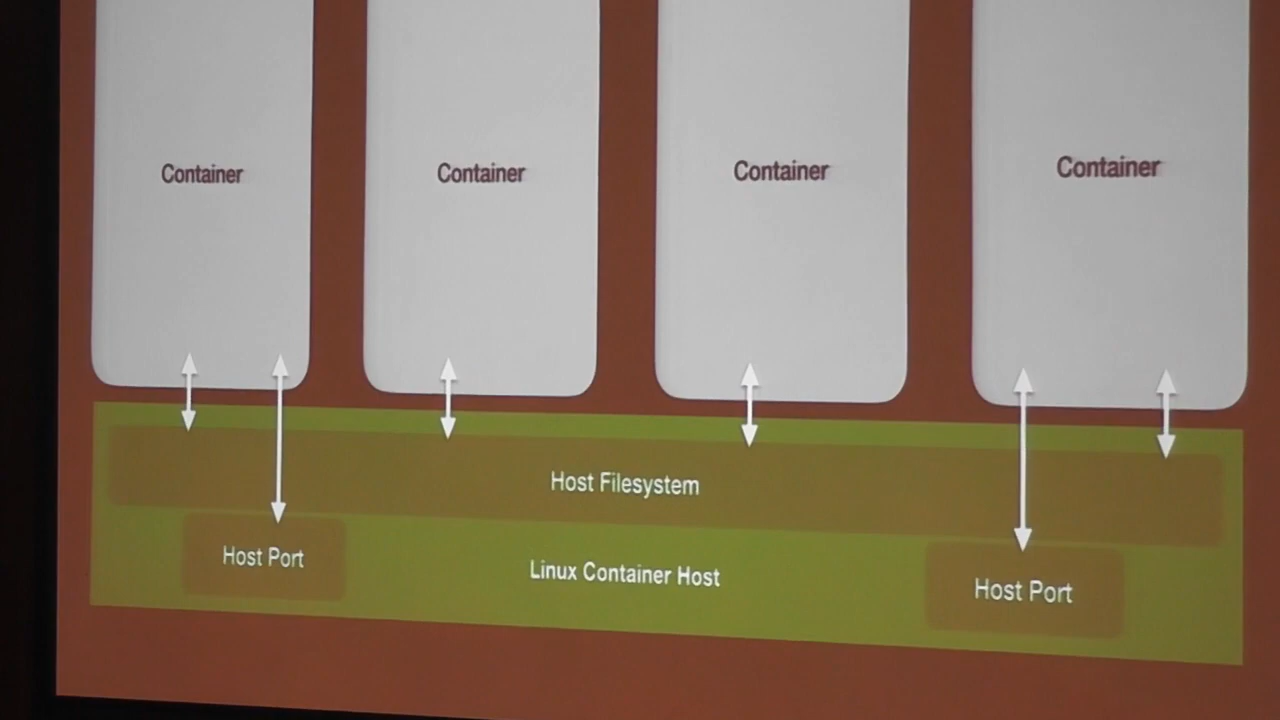 Container
Container
Container
Container
Host Filesystem
Host Port
Linux Container Host
Host Port